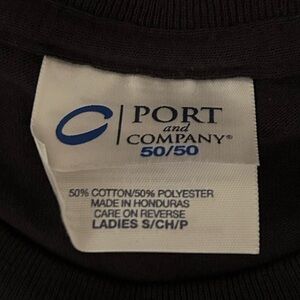 PORT
and
COMPANY®
50/50
50% COTTON/50% POLYESTER
MADE IN HONDURAS
CARE ON REVERSE
LADIES S/CH/P